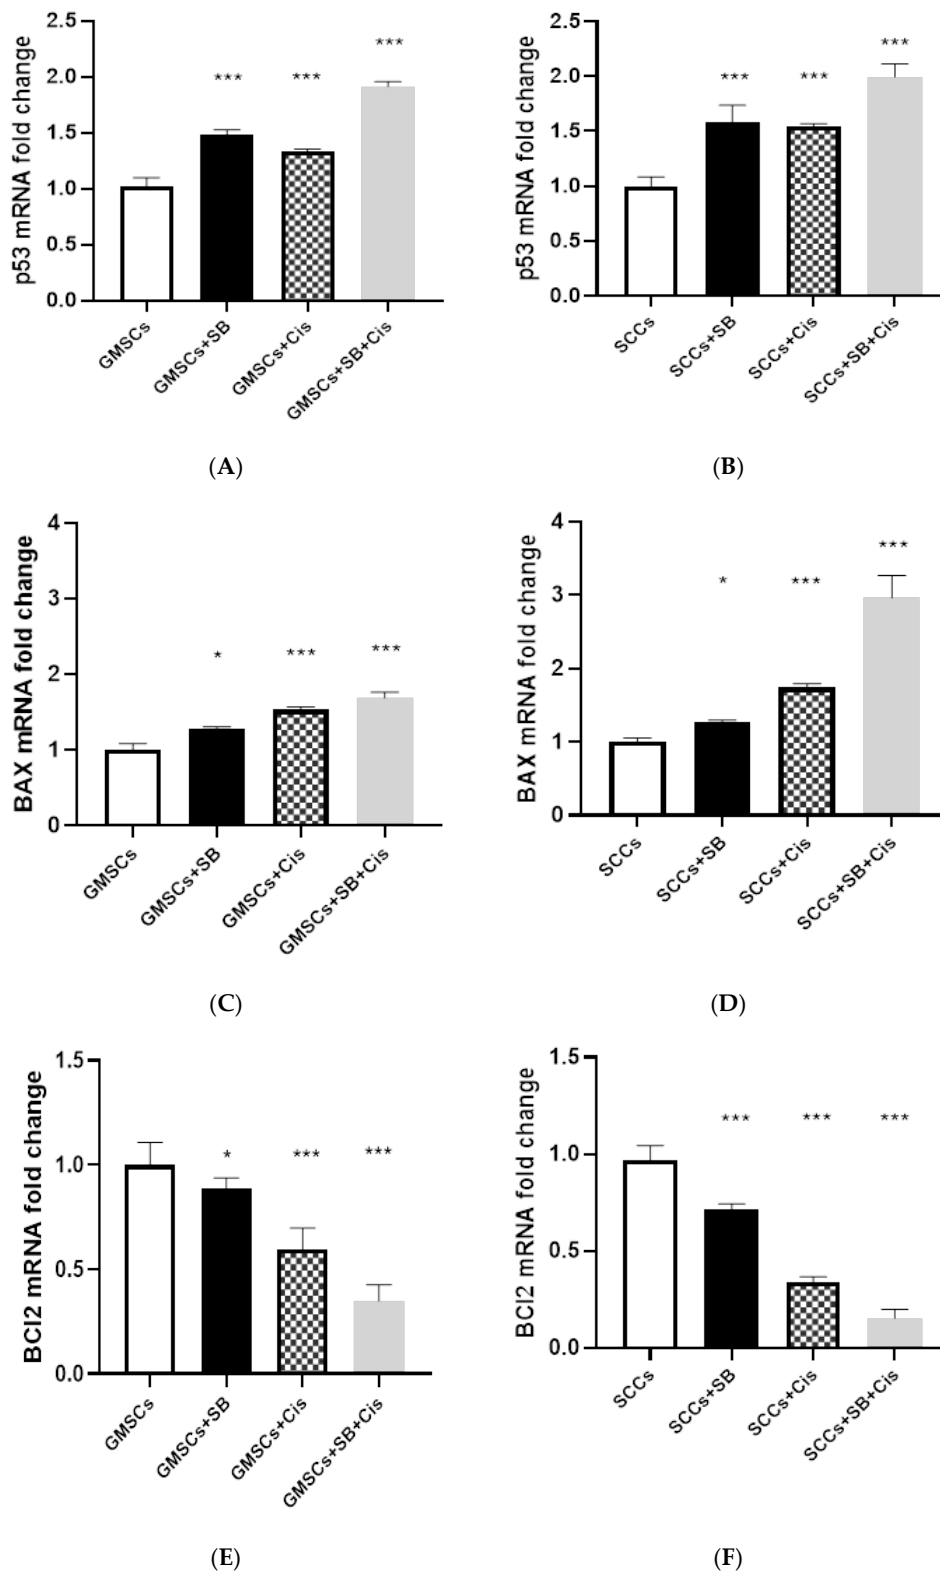 p53 mRNA fold change
2.5
2.0
1.5
1.0
0.5
0.0
***
***
***
GMSCs
GMSCs+SB
GMSCs+Cis
GMSCs+SB+Cis
(A)
p53 mRNA fold change
2.5
2.0
1.5
1.0
0.5
0.0
***
***
***
SCCs
SCCs+SB
SCCs+Cis
SCCs+SB+Cis
(B)
BAX mRNA fold change
4
3
2
1
0
*
***
***
GMSCs
GMSCs+SB
GMSCs+Cis
GMSCs+SB+Cis
(C)
BAX mRNA fold change
4
3
2
1
0
*
***
***
SCCs
SCCs+SB
SCCs+Cis
SCCs+SB+Cis
(D)
BCl2 mRNA fold change
1.5
1.0
0.5
0.0
*
***
***
GMSCs
GMSCs+SB
GMSCs+Cis
GMSCs+SB+Cis
(E)
BCl2 mRNA fold change
1.5
1.0
0.5
0.0
***
***
***
SCCs
SCCs+SB
SCCs+Cis
SCCs+SB+Cis
(F)